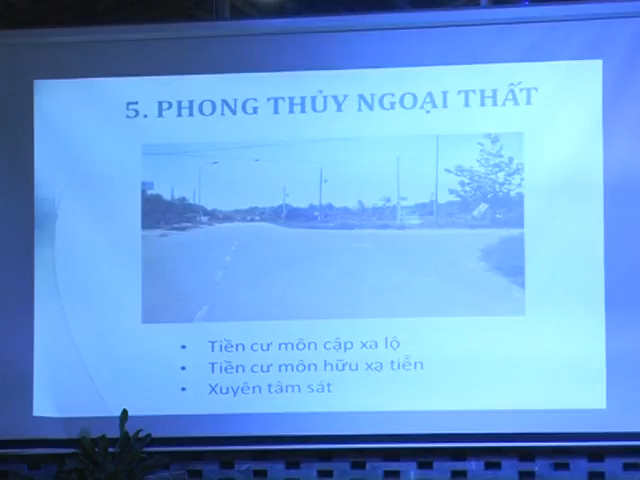 5. PHONG THỦY NGOẠI THẤT
• Tiền cư môn cập xa lộ
• Tiền cư môn hữu xạ tiễn
• Xuyên tâm sát